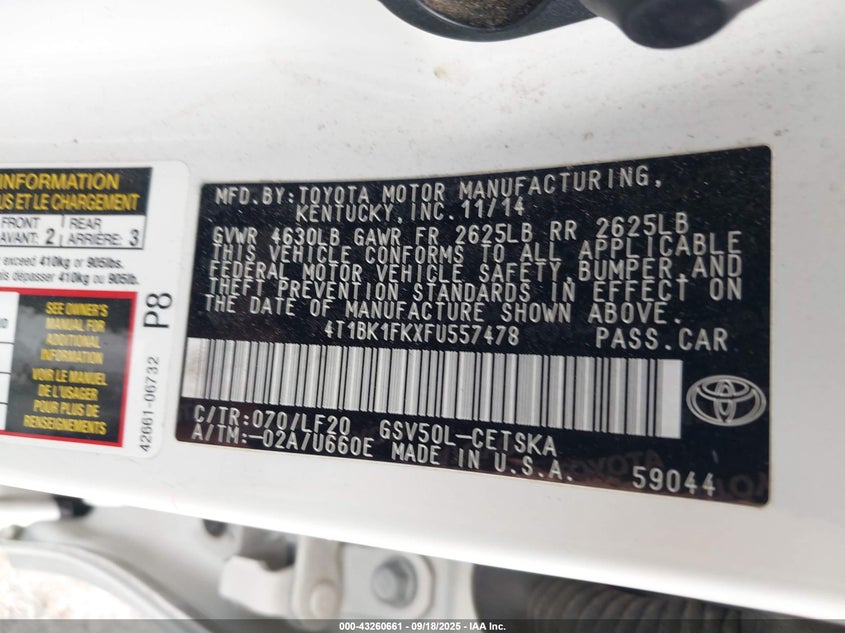 INFORMATION
US ET LE CHARGEMENT
FRONT
AVANT: 2
REAR
ARRIÈRE: 3
exceed 410kg or 905lbs.
dépasser 410kg ou 905lb.
SEE OWNER'S
MANUAL FOR
ADDITIONAL
INFORMATION
VOIR LE MANUEL
DE L'USAGER
POUR PLUS DE
RENSEIGNEMENTS
P8
42661-06732
MFD.BY:TOYOTA MOTOR MANUFACTURING,
KENTUCKY,INC.11/14
GVWR 4630LB GAWR FR 2625LB RR 2625LB
THIS VEHICLE CONFORMS TO ALL APPLICABLE
FEDERAL MOTOR VEHICLE SAFETY,BUMPER,AND
THEFT PREVENTION STANDARDS IN EFFECT ON
THE DATE OF MANUFACTURE SHOWN ABOVE.
4T1BK1FKXFU557478 PASS.CAR
C/TR:070/LF20 GSV50L-CETSKA
A/TM:-02A/U660E MADE IN U.S.A. 59044
000-43260661 - 09/18/2025 - IAA Inc.